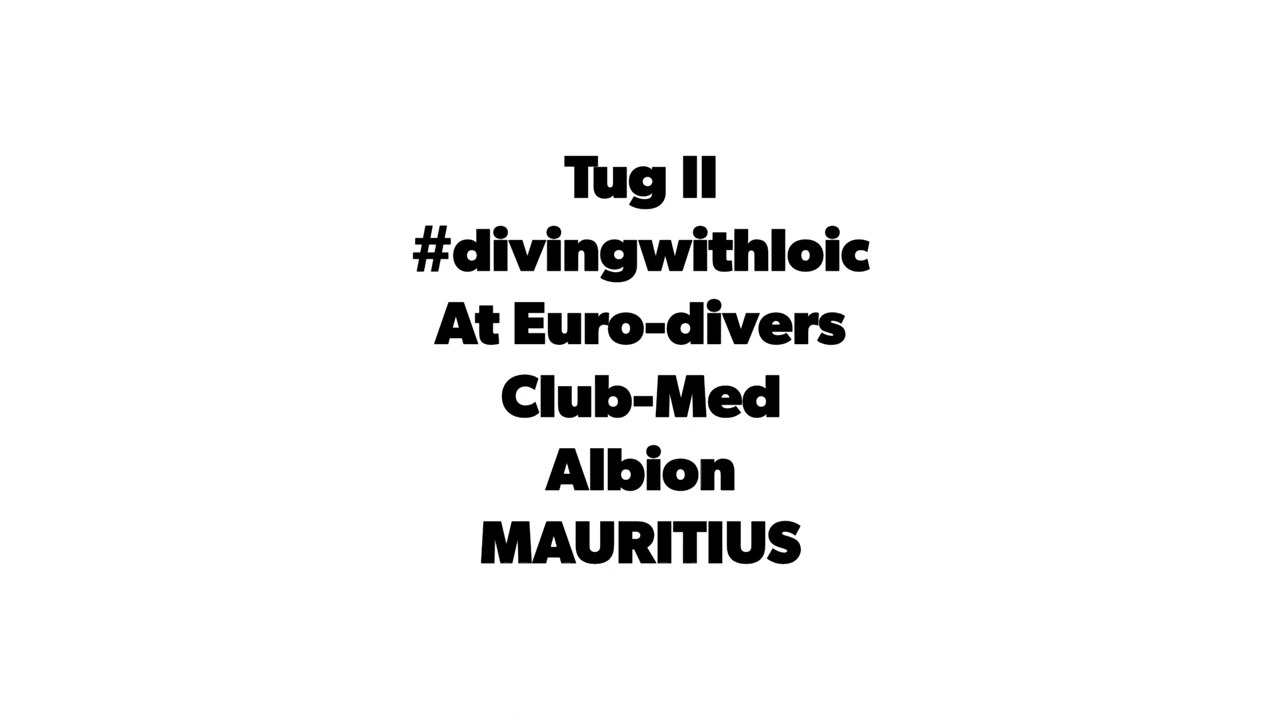 Tug II
#divingwithloic
At Euro-divers
Club-Med
Albion
MAURITIUS